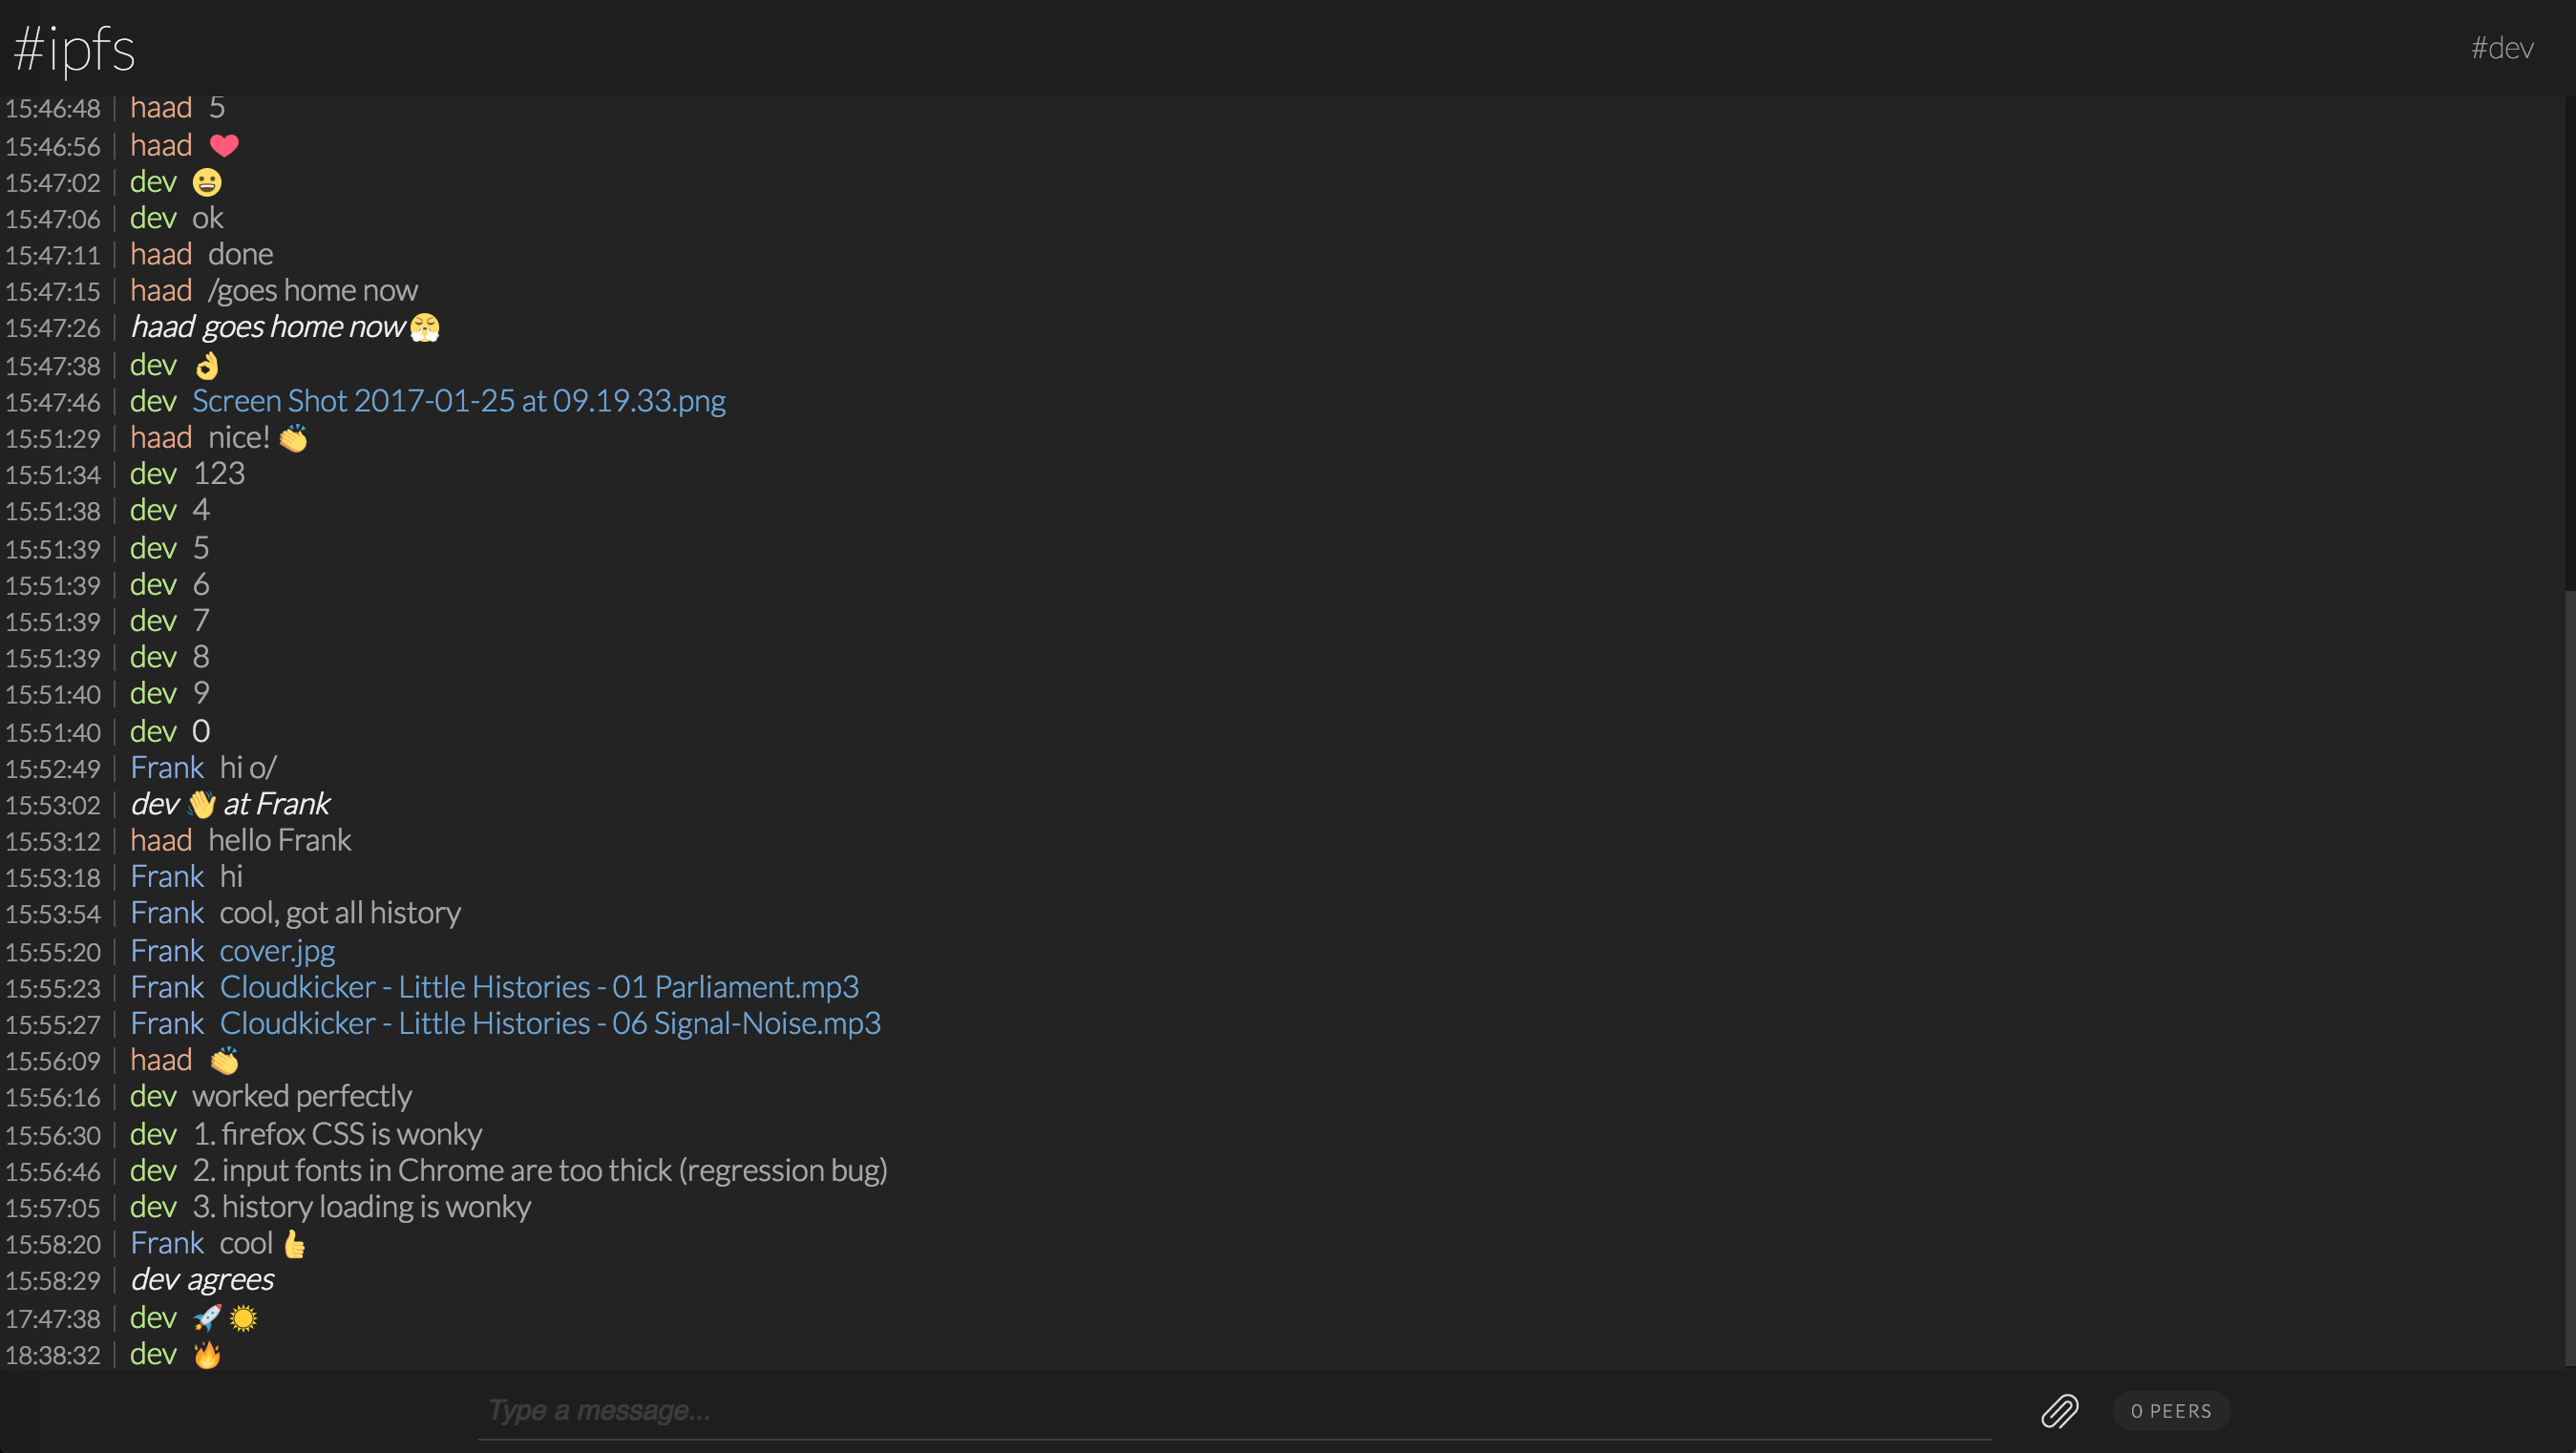 #ipfs
#dev
15:46:48 | haad 5
15:46:56 | haad ❤️
15:47:02 | dev 😀
15:47:06 | dev ok
15:47:11 | haad done
15:47:15 | haad /goes home now
15:47:26 | haad goes home now 😤
15:47:38 | dev 👌
15:47:46 | dev Screen Shot 2017-01-25 at 09.19.33.png
15:51:29 | haad nice! 👏
15:51:34 | dev 123
15:51:38 | dev 4
15:51:39 | dev 5
15:51:39 | dev 6
15:51:39 | dev 7
15:51:39 | dev 8
15:51:40 | dev 9
15:51:40 | dev 0
15:52:49 | Frank hi o/
15:53:02 | dev 👋 at Frank
15:53:12 | haad hello Frank
15:53:18 | Frank hi
15:53:54 | Frank cool, got all history
15:55:20 | Frank cover.jpg
15:55:23 | Frank Cloudkicker - Little Histories - 01 Parliament.mp3
15:55:27 | Frank Cloudkicker - Little Histories - 06 Signal-Noise.mp3
15:56:09 | haad 👏
15:56:16 | dev worked perfectly
15:56:30 | dev 1. firefox CSS is wonky
15:56:46 | dev 2. input fonts in Chrome are too thick (regression bug)
15:57:05 | dev 3. history loading is wonky
15:58:20 | Frank cool 👍
15:58:29 | dev agrees
17:47:38 | dev 🚀 ☀️
18:38:32 | dev 🔥
Type a message...
0 PEERS